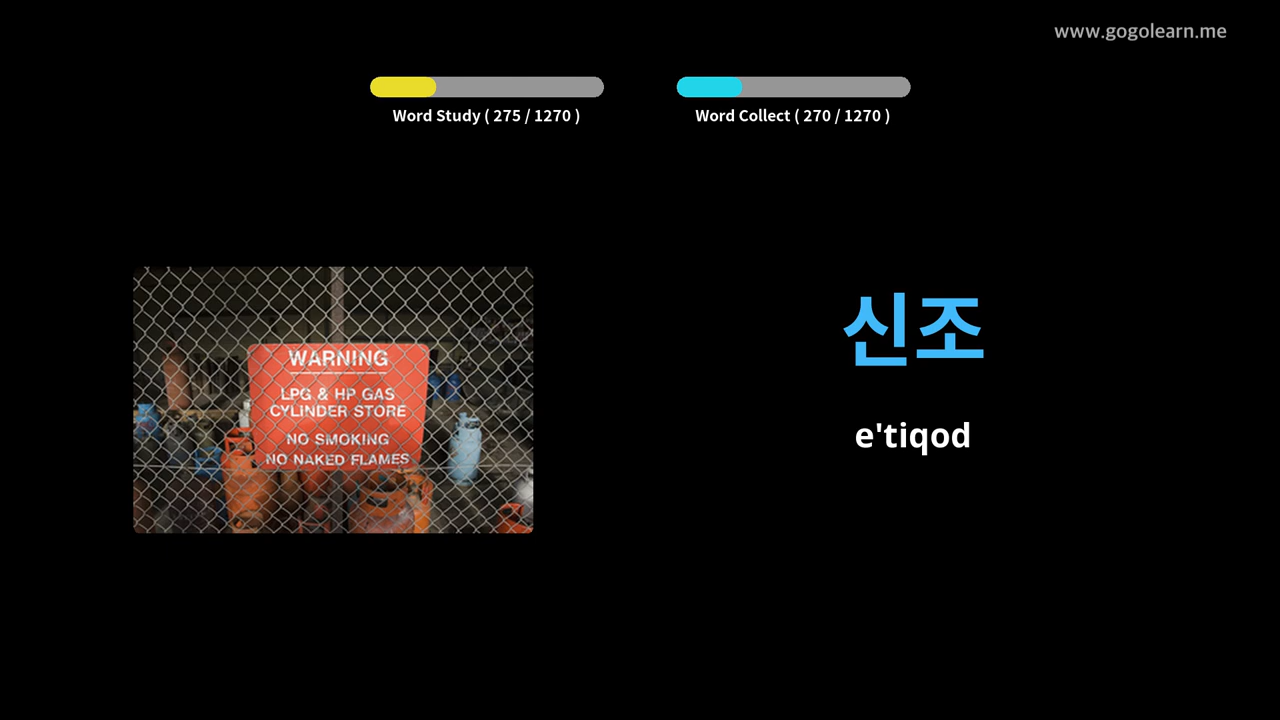 www.gogolearn.me
Word Study ( 275 / 1270 )
Word Collect ( 270 / 1270 )
WARNING
LPG & HP GAS
CYLINDER STORE
NO SMOKING
NO NAKED FLAMES
신조
e'tiqod